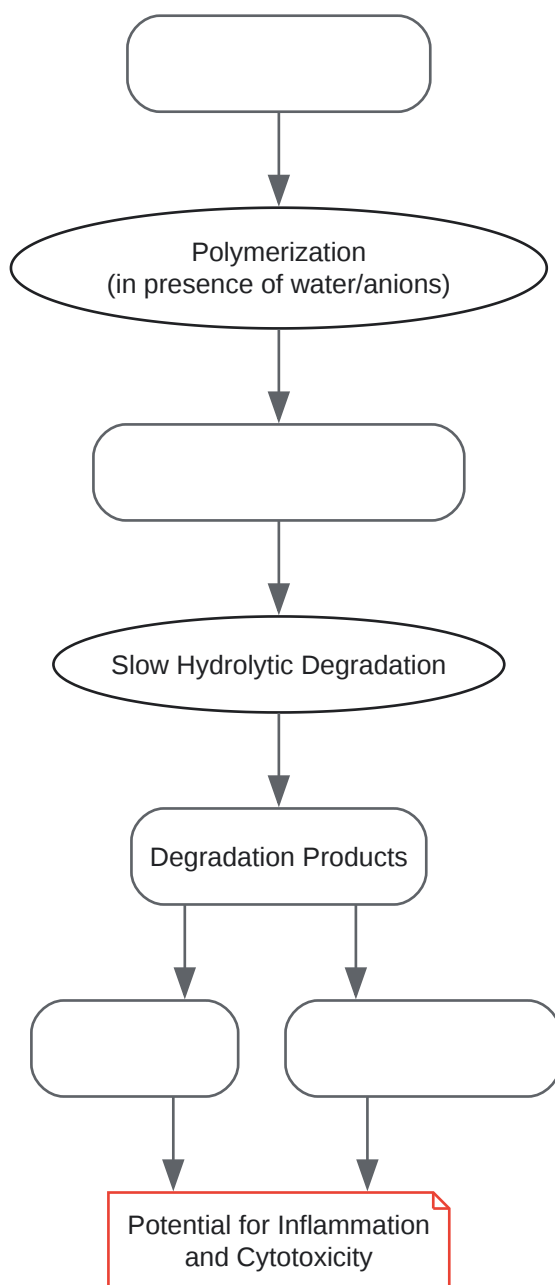 Polymerization
(in presence of water/anions)
Slow Hydrolytic Degradation
Degradation Products
Potential for Inflammation
and Cytotoxicity